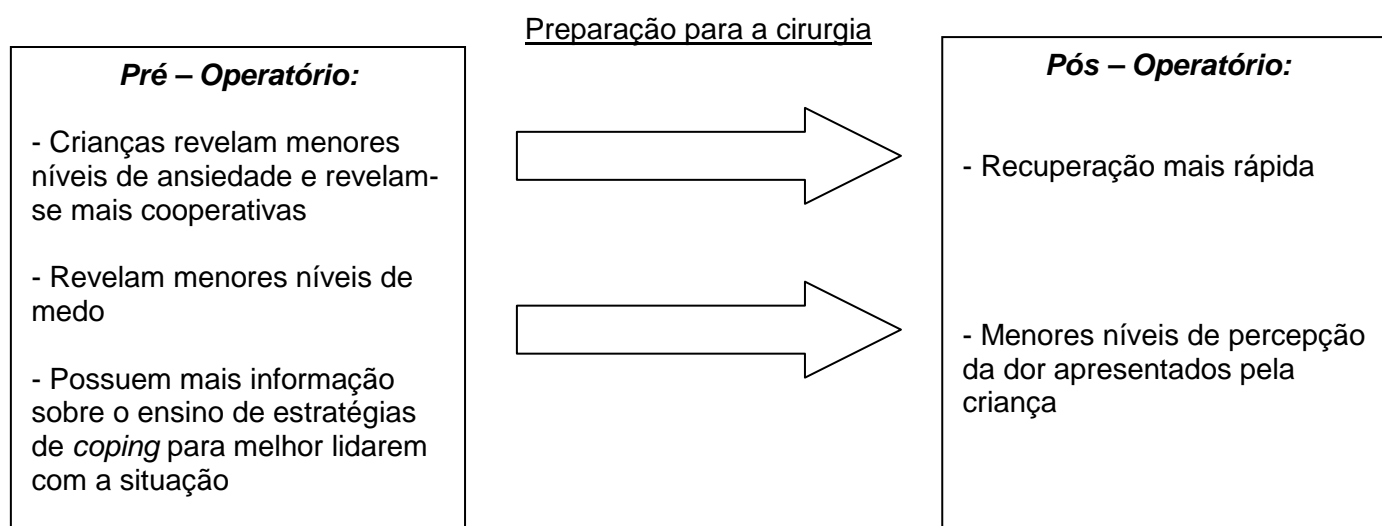 Preparação para a cirurgia
Pré – Operatório:
- Crianças revelam menores
níveis de ansiedade e revelam-
se mais cooperativas
- Revelam menores níveis de
medo
- Possuem mais informação
sobre o ensino de estratégias
de coping para melhor lidarem
com a situação
Pós – Operatório:
- Recuperação mais rápida
- Menores níveis de percepção
da dor apresentados pela
criança